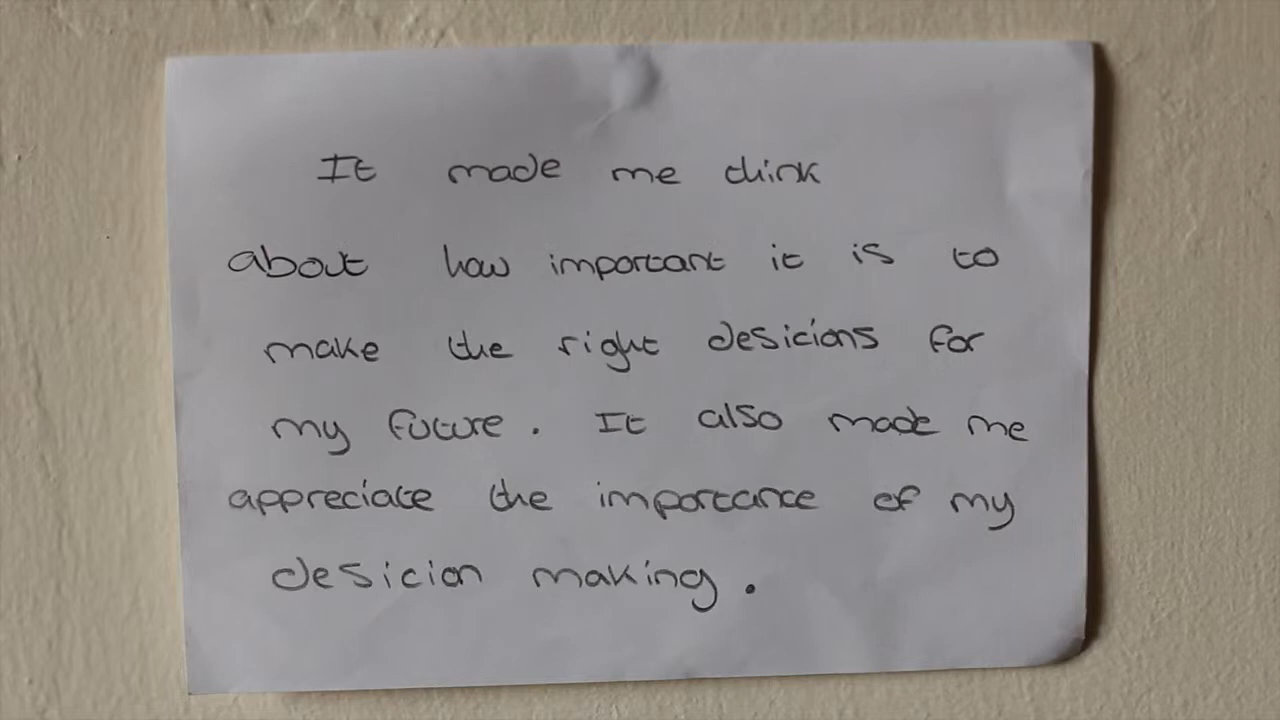 It made me think
about how important it is to
make the right desicions for
my future. It also made me
appreciate the importance of my
desicion making.